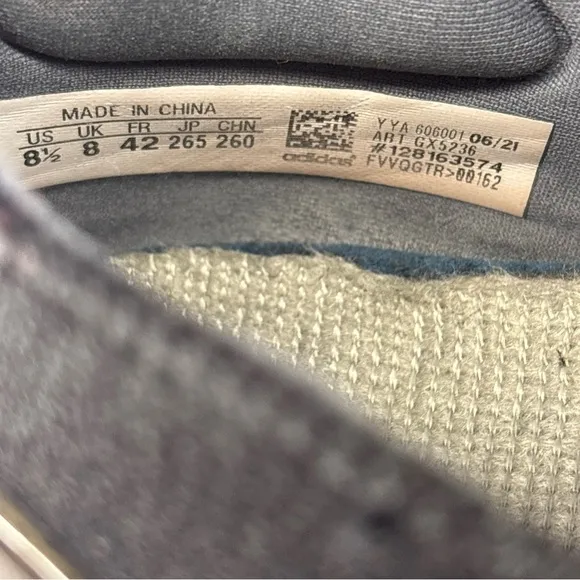 MADE IN CHINA
US UK FR JP CHN
8½ 8 42 265 260
adidas
YYA 606001 06/21
ART GX5236
#128163574
FVVQGTR>00162